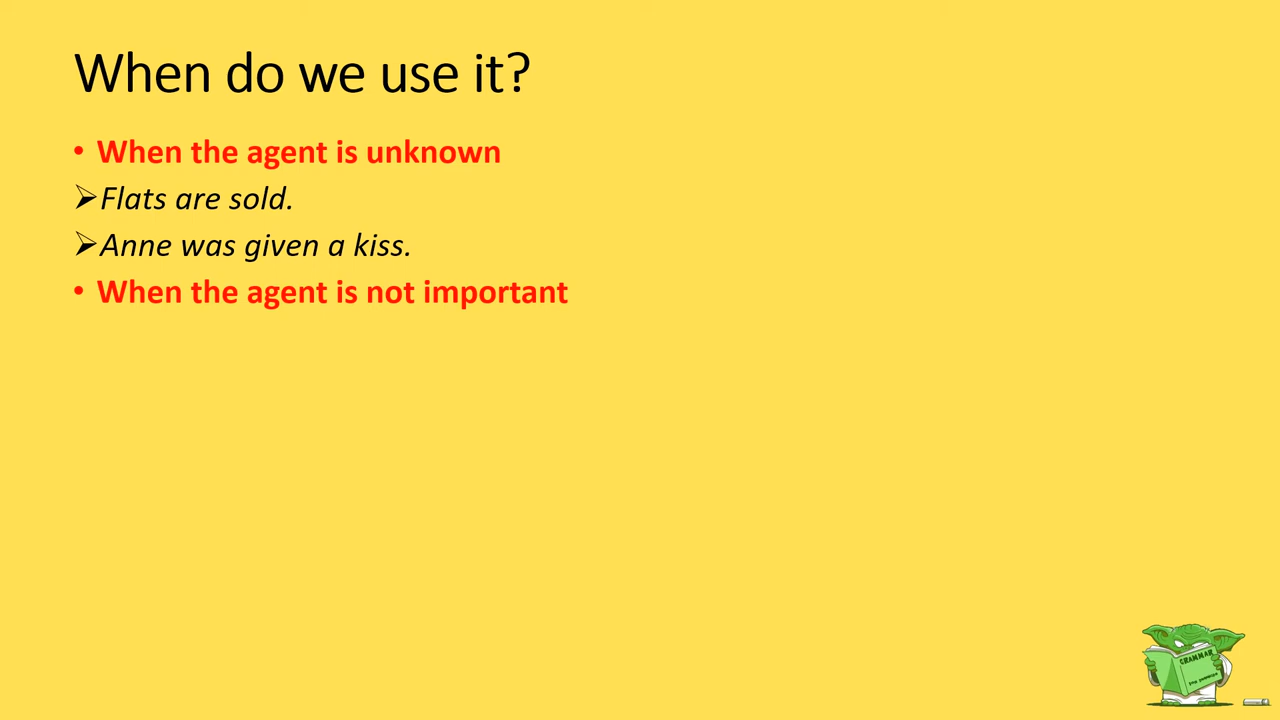 When do we use it?
• When the agent is unknown
➢Flats are sold.
➢Anne was given a kiss.
• When the agent is not important
GRAMMAR